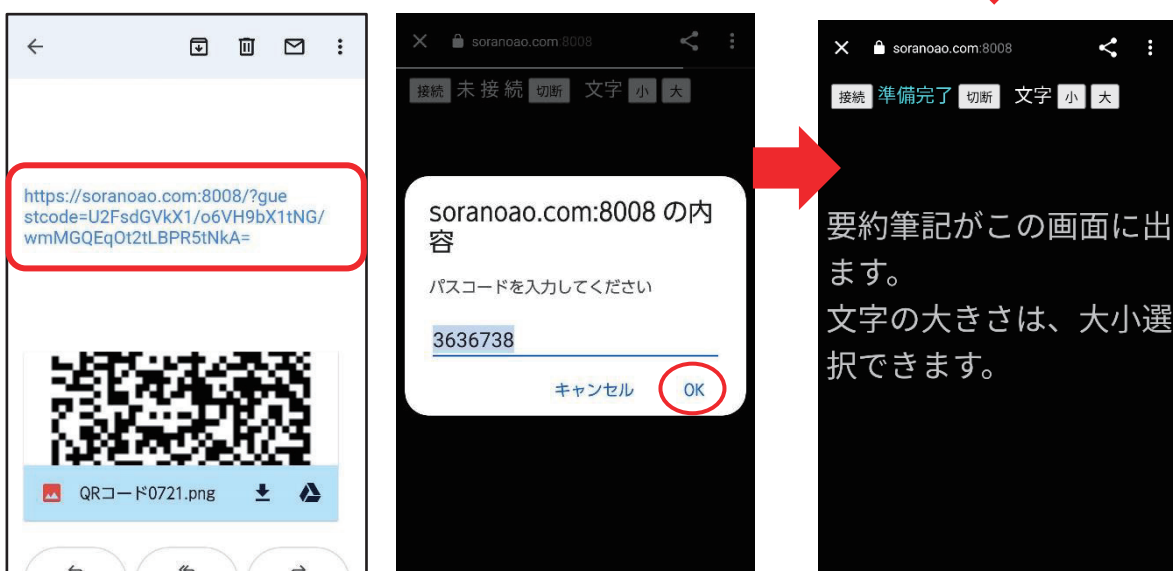 https://soranoao.com:8008/?gue
stcode=U2FsdGVkX1/o6VH9bX1tNG/
wmMGQEqOt2tLBPR5tNkA=
QRコード0721.png
soranoao.com:8008
接続 未接続 切断 文字 小 大
soranoao.com:8008 の内
容
パスコードを入力してください
3636738
キャンセル OK
soranoao.com:8008
接続 準備完了 切断 文字 小 大
要約筆記がこの画面に出
ます。
文字の大きさは、大小選
択できます。